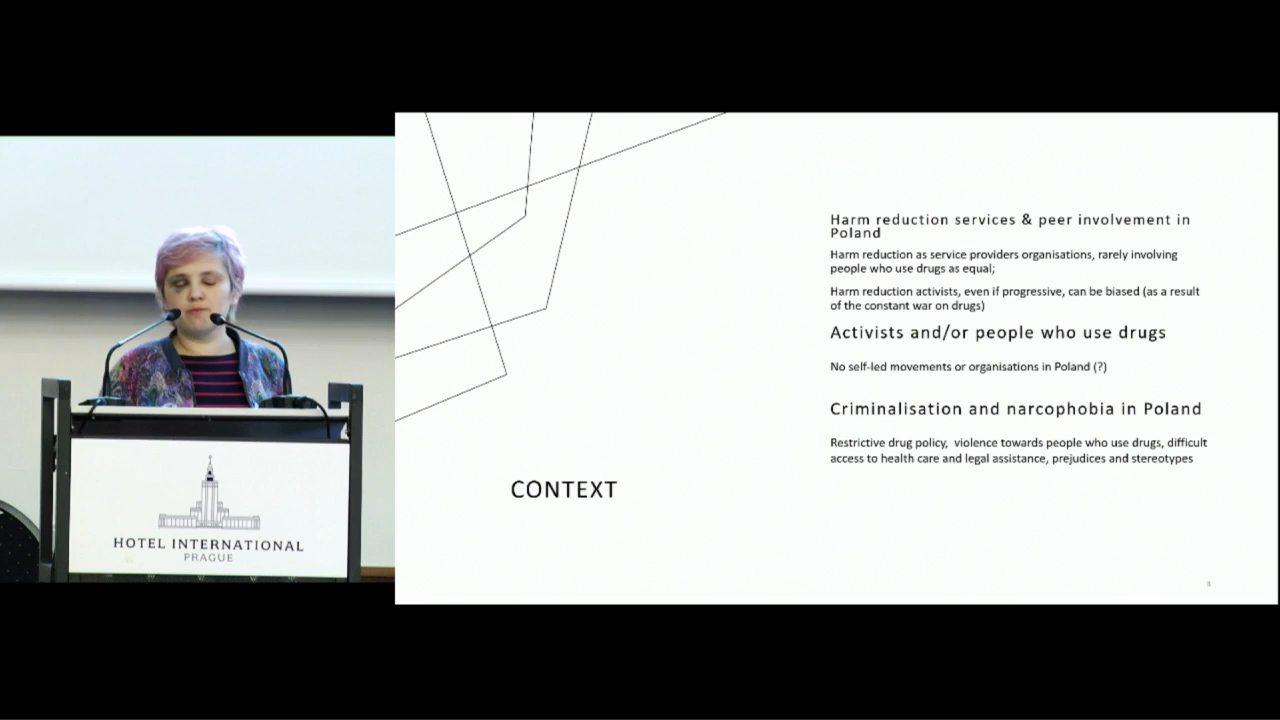 HOTEL INTERNATIONAL
PRAGUE
CONTEXT
Harm reduction services & peer involvement in
Poland
Harm reduction as service providers organisations, rarely involving
people who use drugs as equal;
Harm reduction activists, even if progressive, can be biased (as a result
of the constant war on drugs)
Activists and/or people who use drugs
No self-led movements or organisations in Poland (?)
Criminalisation and narcophobia in Poland
Restrictive drug policy,  violence towards people who use drugs, difficult
access to health care and legal assistance, prejudices and stereotypes